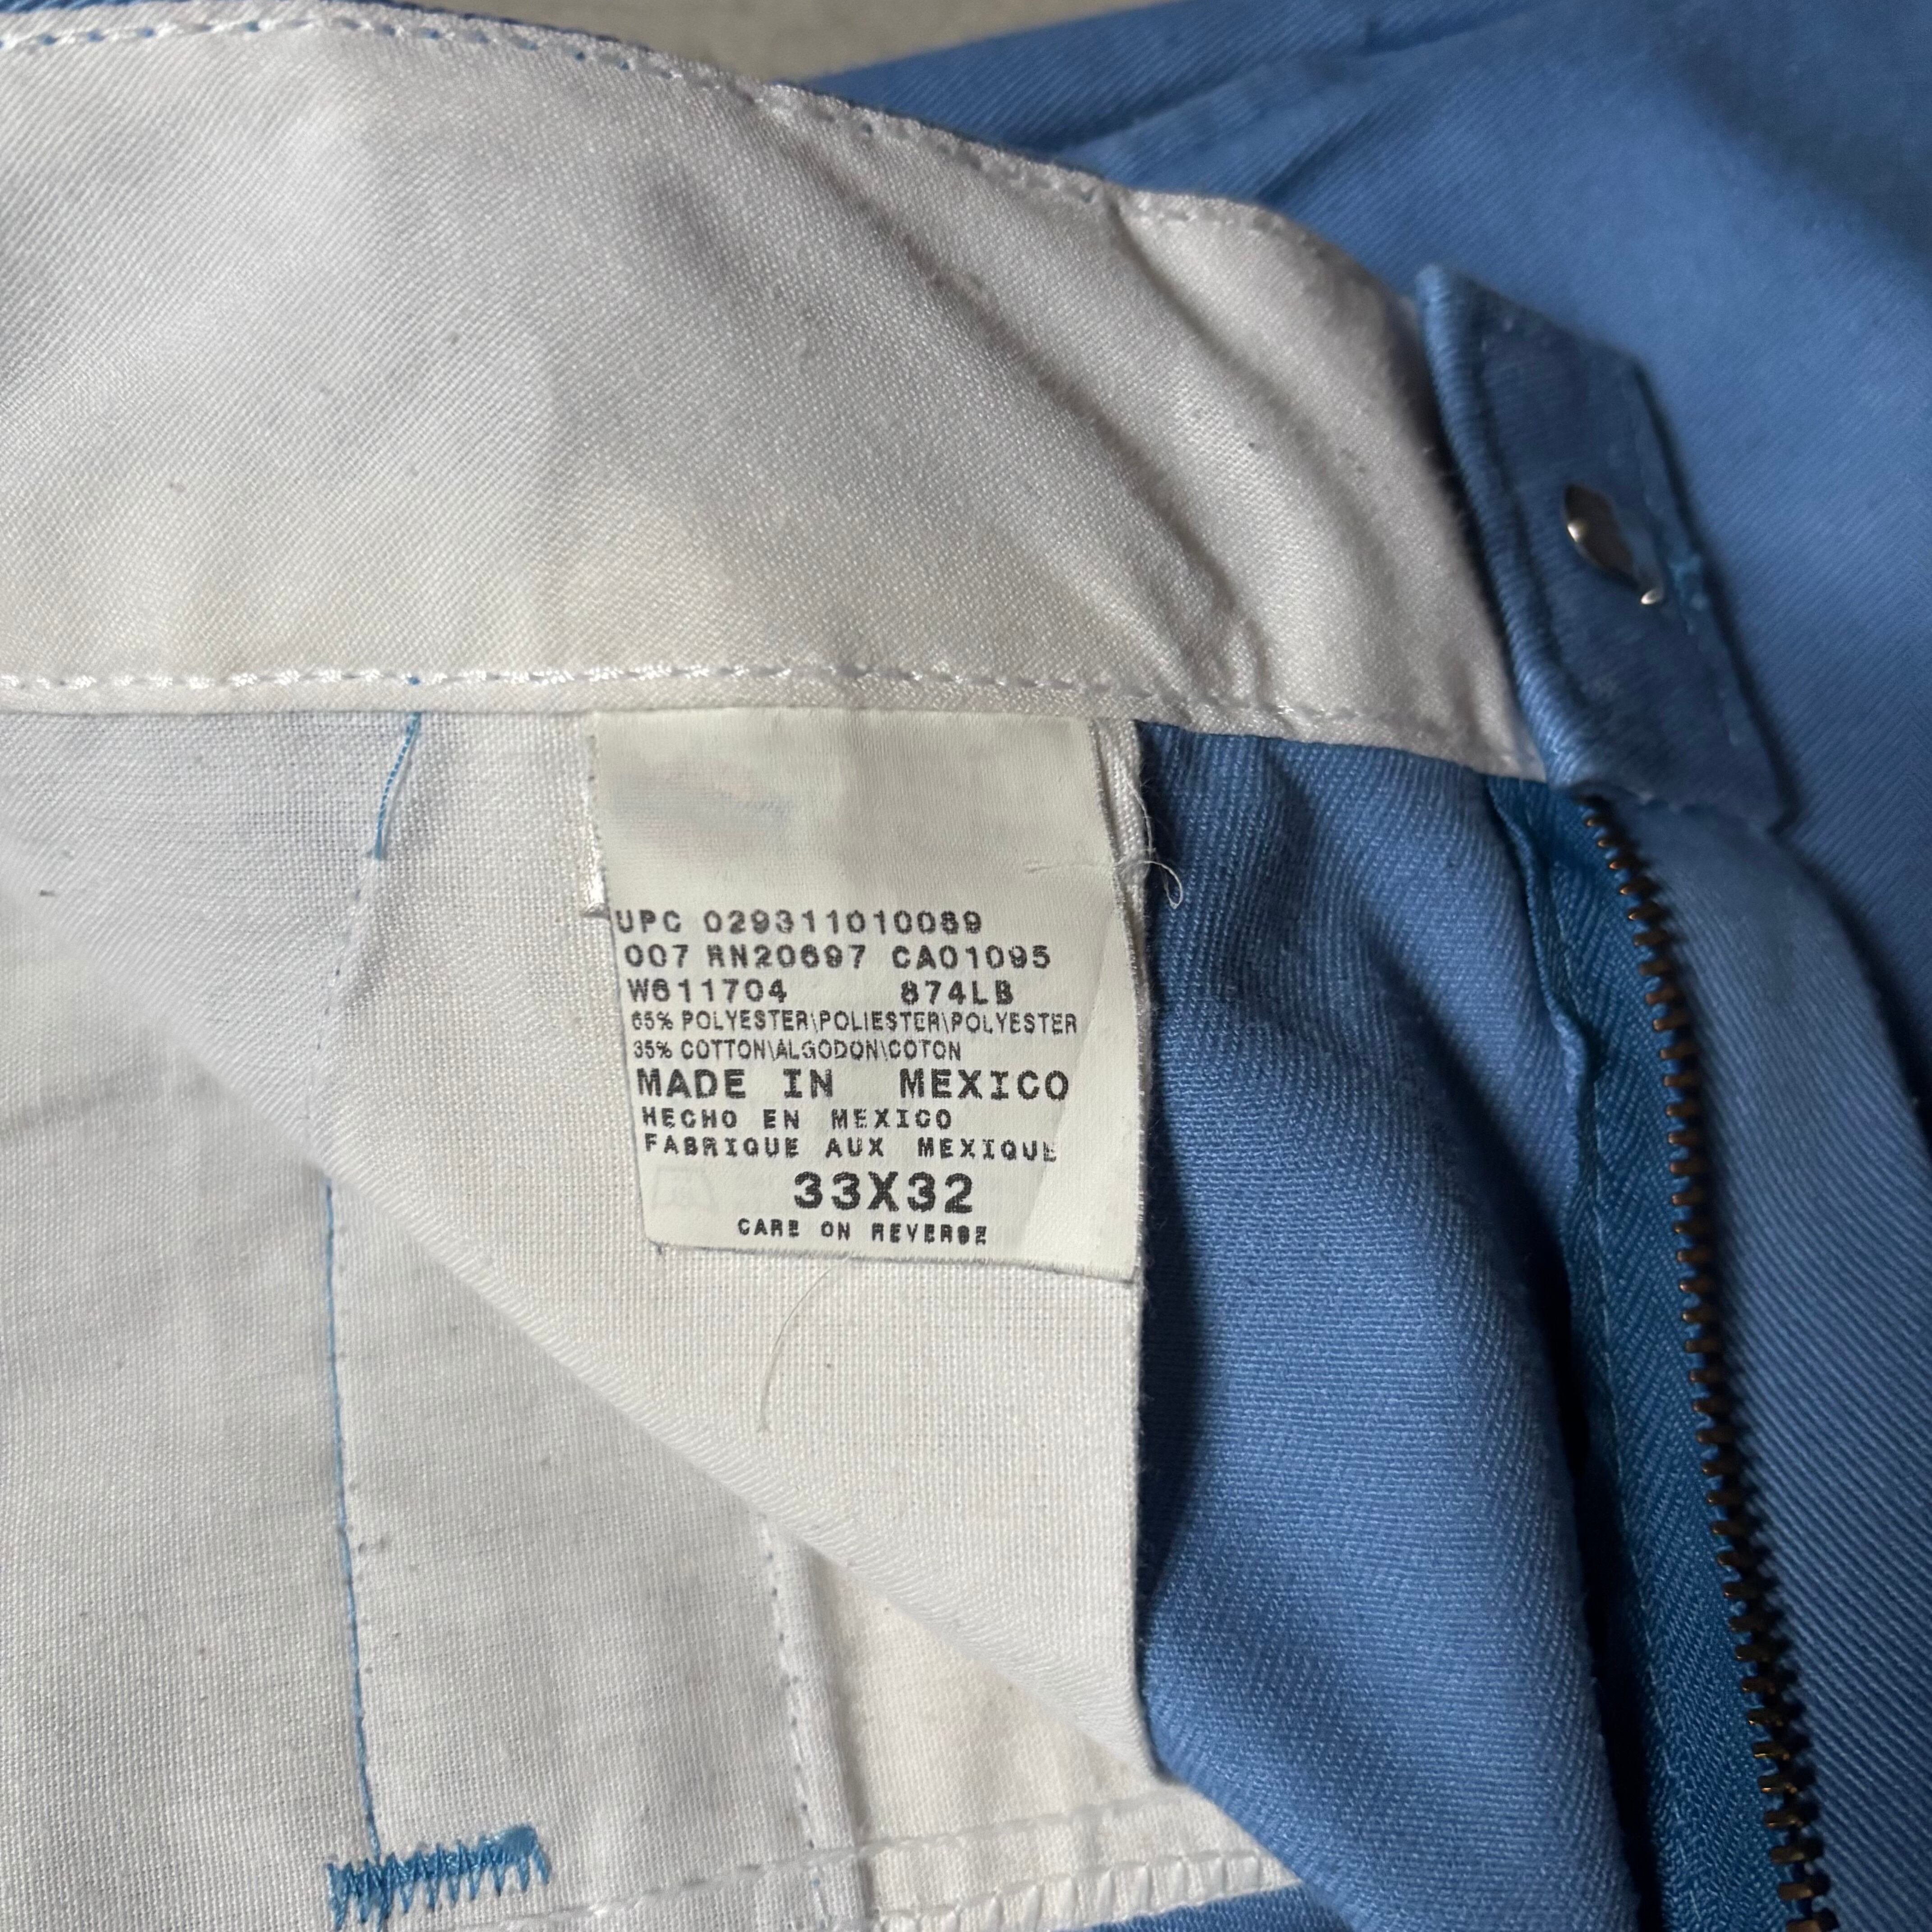 UPC 029311010089
007 RN20697 CA01095
W611704 874LB
65% POLYESTER\POLIESTER\POLYESTER
35% COTTON\ALGODON\COTON
MADE IN MEXICO
HECHO EN MEXICO
FABRIQUE AUX MEXIQUE
33X32
CARE ON REVERSE